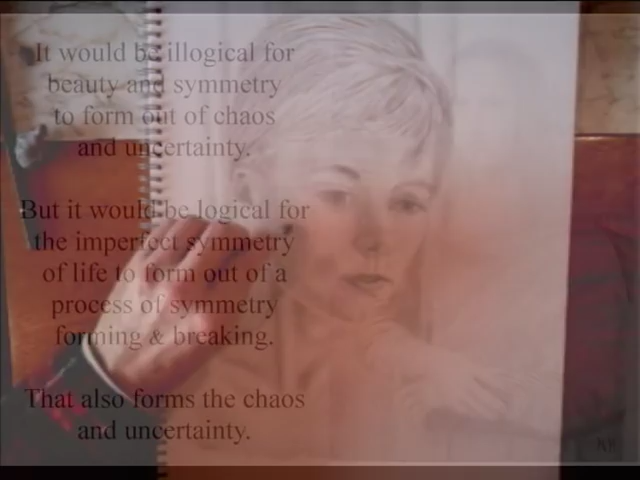 It would be illogical for
beauty and symmetry
to form out of chaos
and uncertainty.
But it would be logical for
the imperfect symmetry
of life to form out of a
process of symmetry
forming & breaking.
That also forms the chaos
and uncertainty.